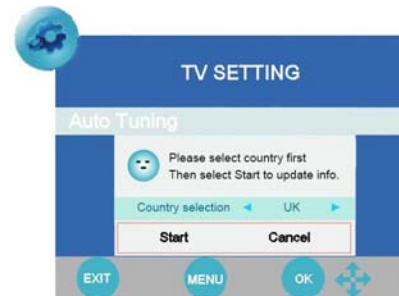 TV SETTING
Auto Tuning
Please select country first
Then select Start to update info.
Country selection UK
Start Cancel
EXIT MENU OK